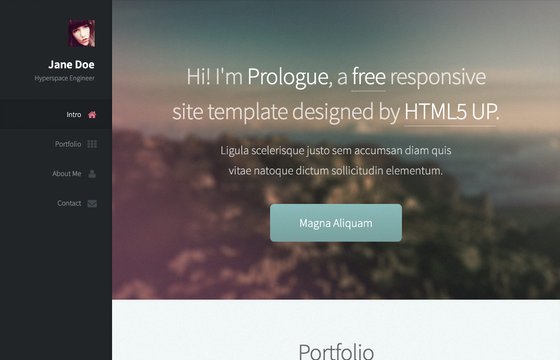 Jane Doe
Hyperspace Engineer
Intro
Portfolio
About Me
Contact
Hi! I'm Prologue, a free responsive
site template designed by HTML5 UP.
Ligula scelerisque justo sem accumsan diam quis
vitae natoque dictum sollicitudin elementum.
Magna Aliquam
Portfolio